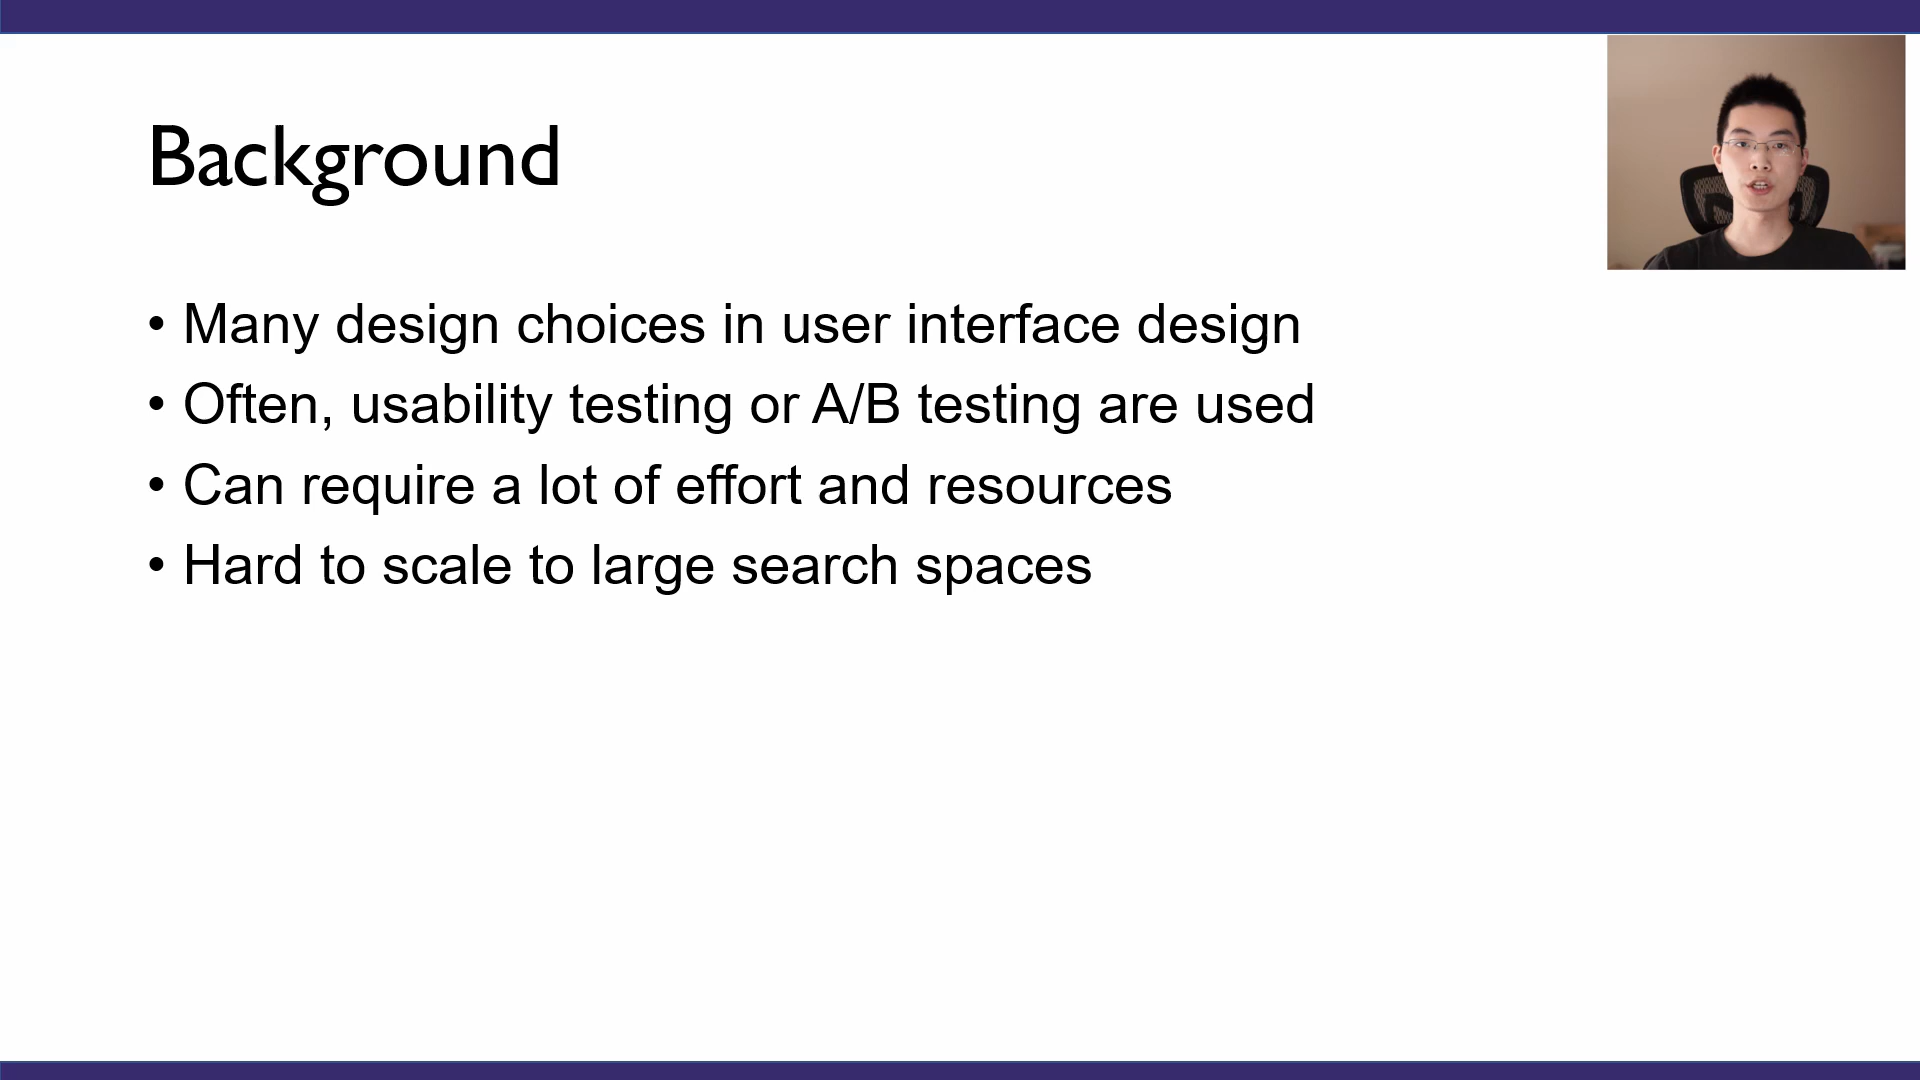 Background
• Many design choices in user interface design
• Often, usability testing or A/B testing are used
• Can require a lot of effort and resources
• Hard to scale to large search spaces